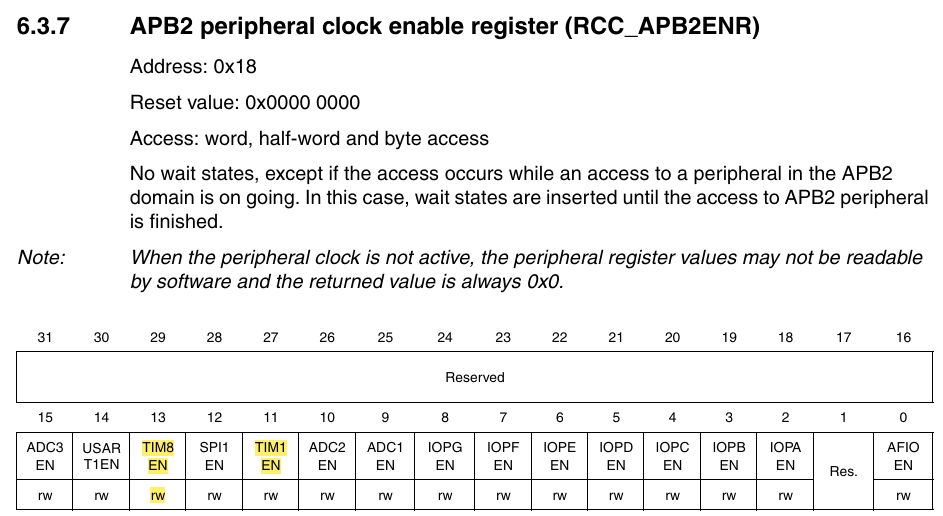 6.3.7 APB2 peripheral clock enable register (RCC_APB2ENR)
Address: 0x18
Reset value: 0x0000 0000
Access: word, half-word and byte access
No wait states, except if the access occurs while an access to a peripheral in the APB2
domain is on going. In this case, wait states are inserted until the access to APB2 peripheral
is finished.
Note: When the peripheral clock is not active, the peripheral register values may not be readable
by software and the returned value is always 0x0.
31 30 29 28 27 26 25 24 23 22 21 20 19 18 17 16
Reserved
15 14 13 12 11 10 9 8 7 6 5 4 3 2 1 0
ADC3 USAR TIM8 SPI1 TIM1 ADC2 ADC1 IOPG IOPF IOPE IOPD IOPC IOPB IOPA AFIO
EN T1EN EN EN EN EN EN EN EN EN EN EN EN EN Res. EN
rw rw rw rw rw rw rw rw rw rw rw rw rw rw rw